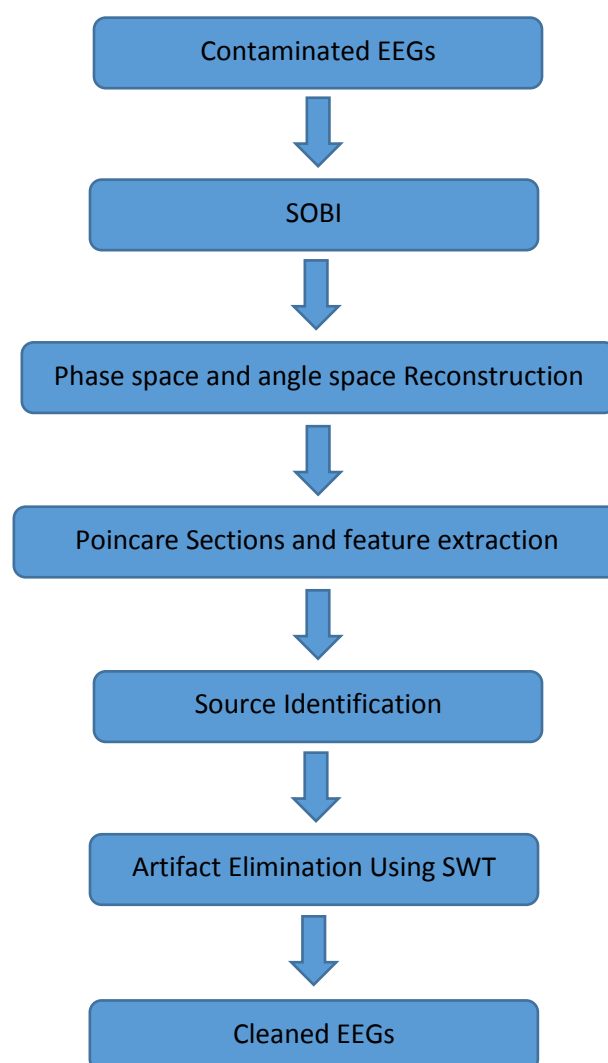 Contaminated EEGs
SOBI
Phase space and angle space Reconstruction
Poincare Sections and feature extraction
Source Identification
Artifact Elimination Using SWT
Cleaned EEGs